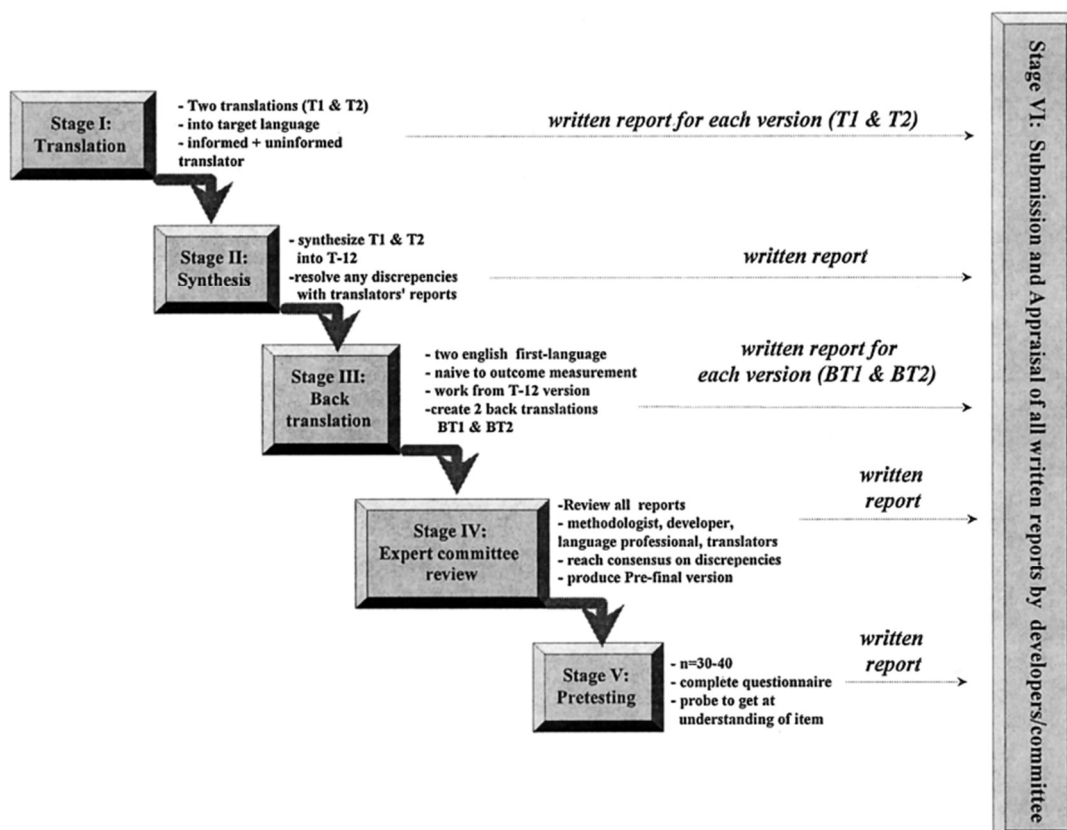 Stage I:
Translation
- Two translations (T1 & T2)
- into target language
- informed + uninformed
translator
written report for each version (T1 & T2)
Stage II:
Synthesis
- synthesize T1 & T2
into T-12
-resolve any discrepencies
with translators' reports
written report
Stage III:
Back
translation
- two english first-language
- naive to outcome measurement
- work from T-12 version
-create 2 back translations
BT1 & BT2
written report for
each version (BT1 & BT2)
Stage IV:
Expert committee
review
-Review all reports
- methodologist, developer,
language professional, translators
- reach consensus on discrepencies
- produce Pre-final version
written
report
Stage V:
Pretesting
- n=30-40
- complete questionnaire
- probe to get at
understanding of item
written
report
Stage VI: Submission and Appraisal of all written reports by developers/committee